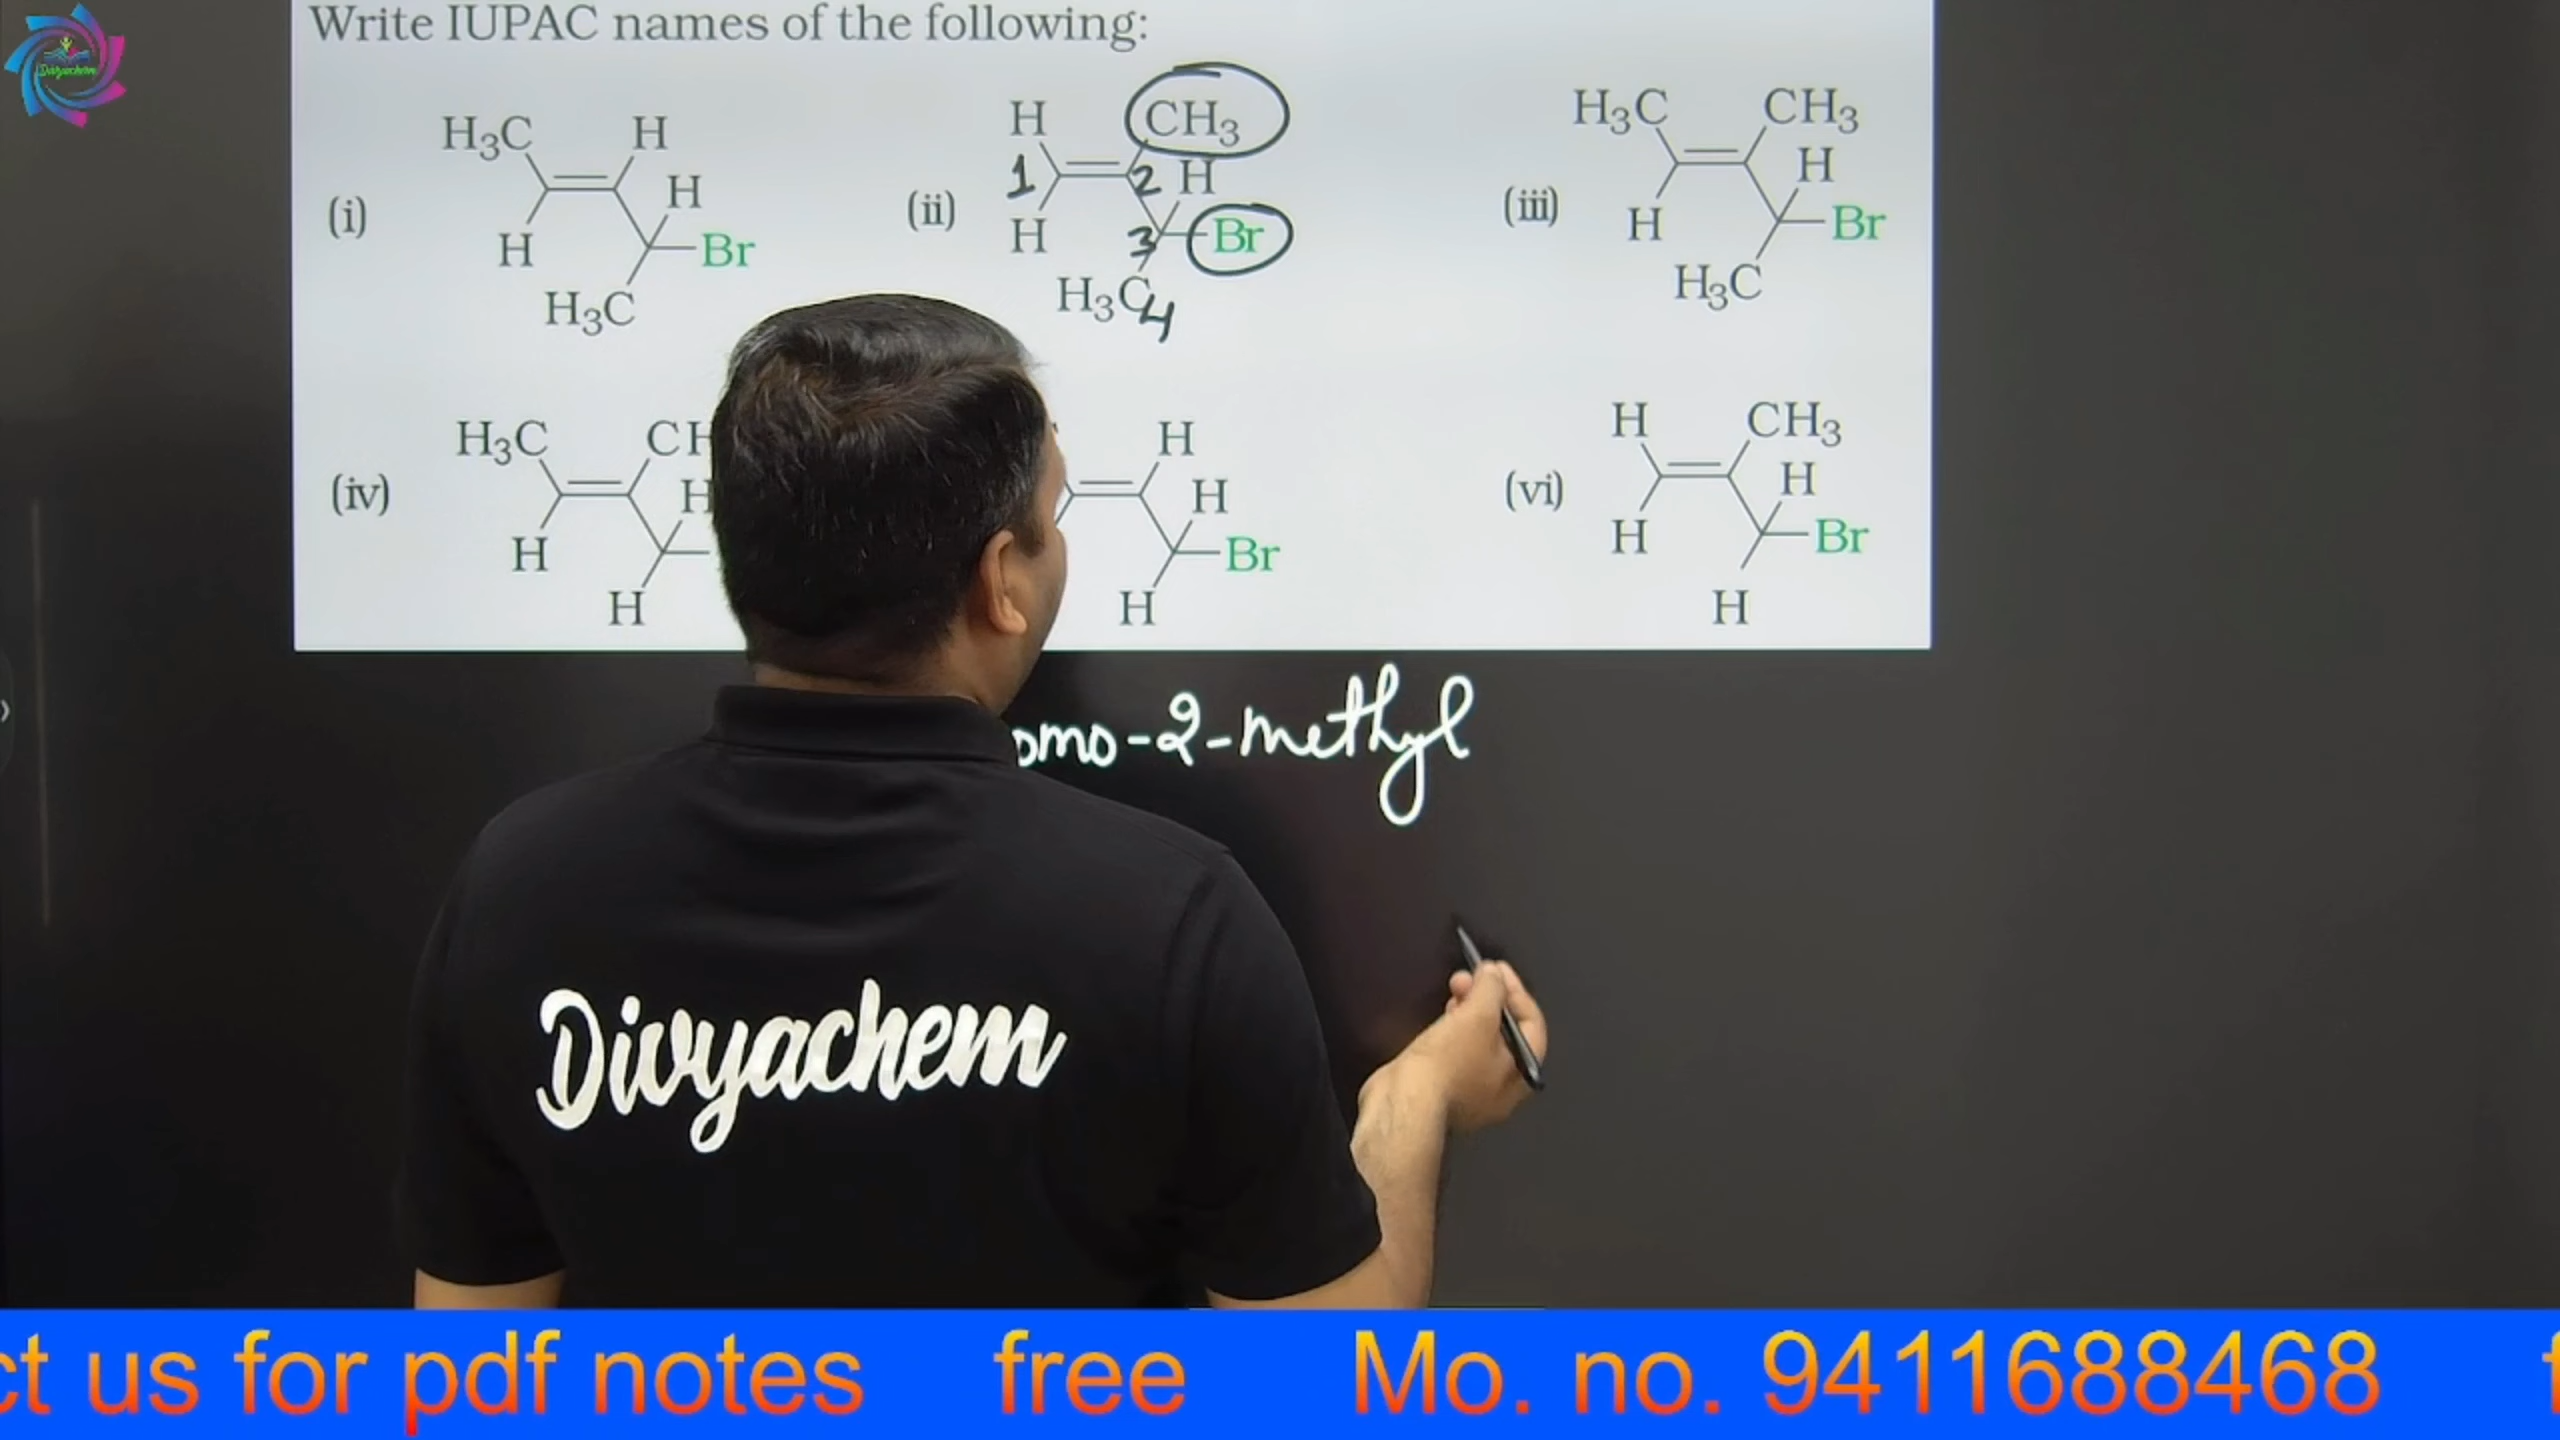 Divyachem
Write IUPAC names of the following:
(i)
H₃C
H
H
H
Br
H₃C
(ii)
H
CH₃
1
2
H
H
3
Br
H₃C
4
(iii)
H₃C
CH₃
H
H
Br
H₃C
(iv)
H₃C
CH
H
H
H
H
H
Br
H
(vi)
H
CH₃
H
H
Br
H
omo-2-methyl
Divyachem
ct us for pdf notes free Mo. no. 9411688468